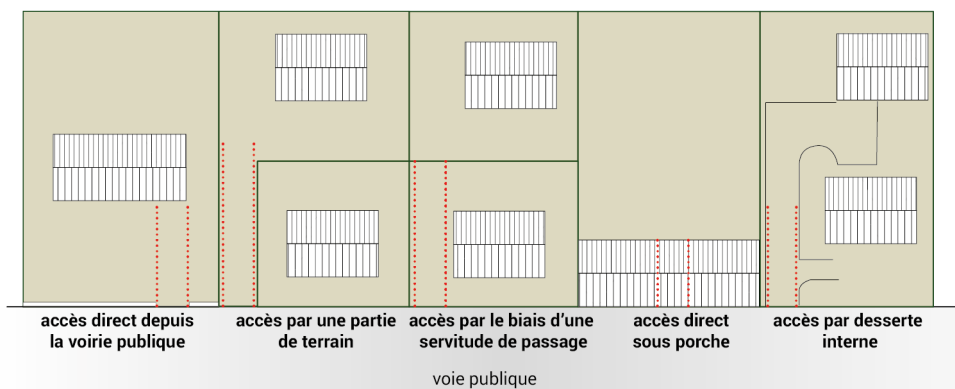 accès direct depuis
la voirie publique
accès par une partie
de terrain
accès par le biais d’une
servitude de passage
accès direct
sous porche
accès par desserte
interne
voie publique